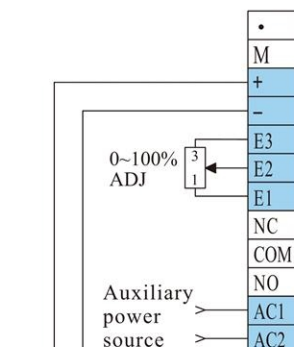 •
M
+
–
E3
0~100%
ADJ
3
1
E2
E1
NC
COM
NO
Auxiliary
power
source
AC1
AC2